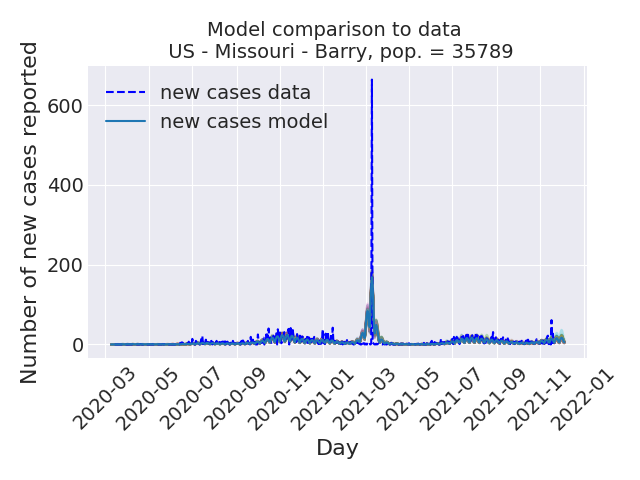 Model comparison to data
US - Missouri - Barry, pop. = 35789
Number of new cases reported
600
400
200
0
new cases data
new cases model
2020-03
2020-05
2020-07
2020-09
2020-11
2021-01
2021-03
2021-05
2021-07
2021-09
2021-11
2022-01
Day